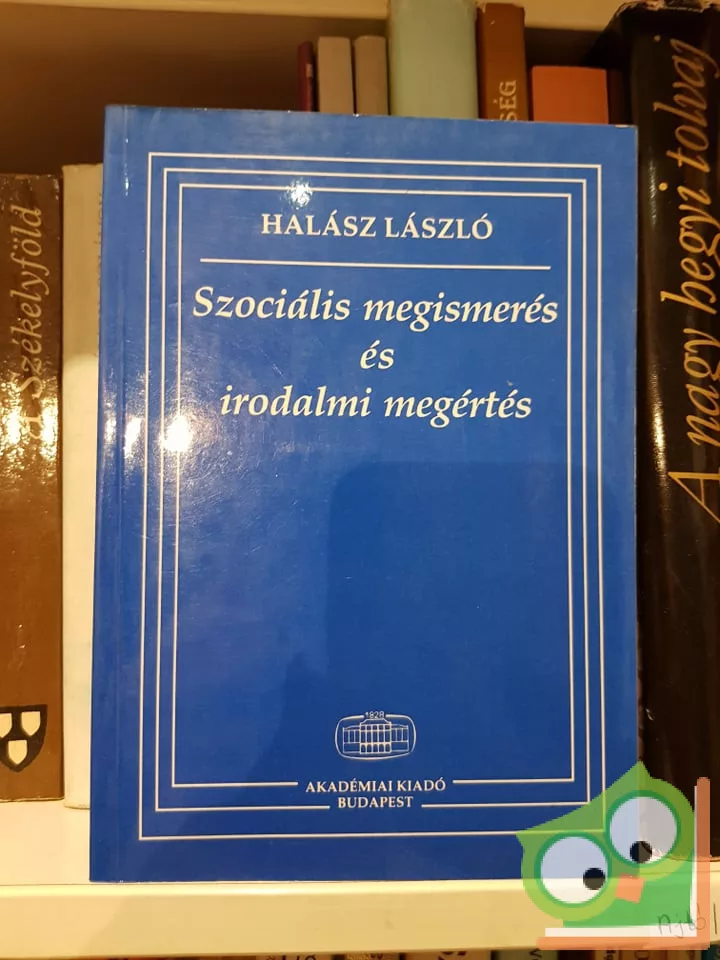 HALÁSZ LÁSZLÓ
Szociális megismerés
és
irodalmi megértés
1828
AKADÉMIAI KIADÓ
BUDAPEST
a Székelyföld
SÉG
A nagy hegyi tolvaj